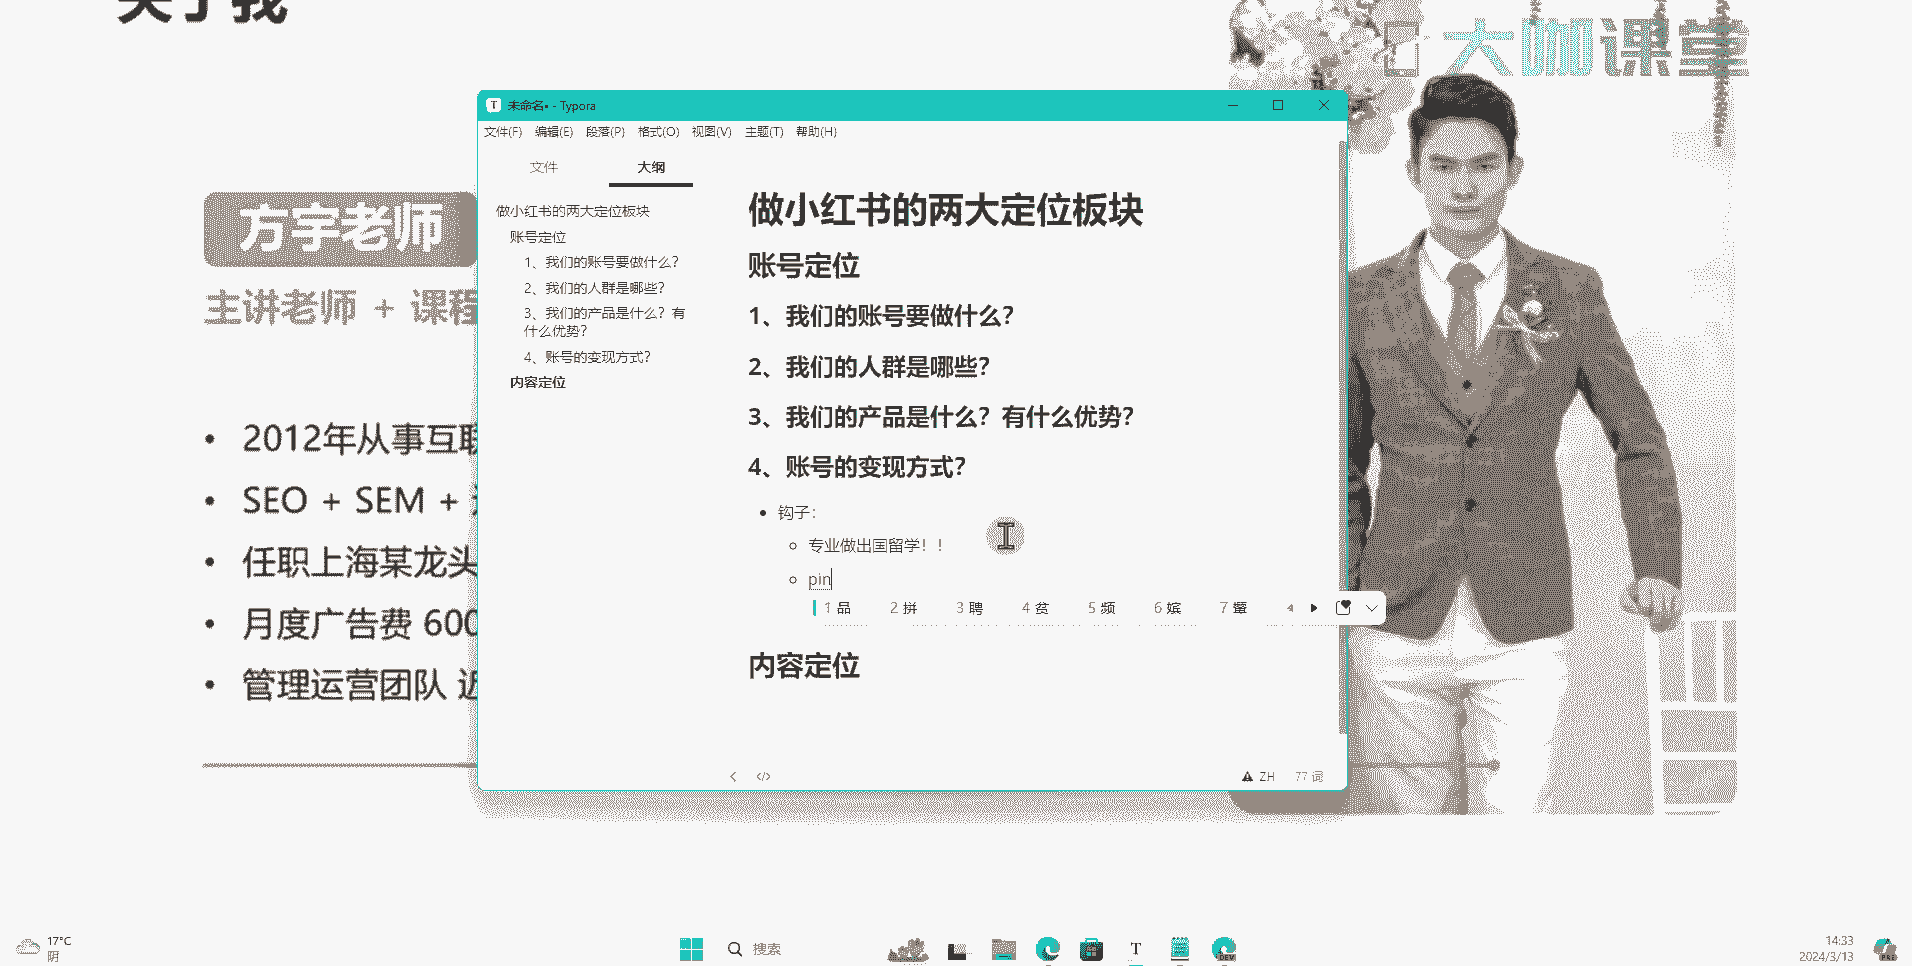 关于我
大咖课堂
未命名• - Typora
文件(F) 编辑(E) 段落(P) 格式(O) 视图(V) 主题(T) 帮助(H)
文件 大纲
做小红书的两大定位板块
账号定位
1、我们的账号要做什么？
2、我们的人群是哪些？
3、我们的产品是什么？有
什么优势？
4、账号的变现方式？
内容定位
做小红书的两大定位板块
账号定位
1、我们的账号要做什么？
2、我们的人群是哪些？
3、我们的产品是什么？有什么优势？
4、账号的变现方式？
• 钩子：
专业做出国留学！！
pin
1 品 2 拼 3 聘 4 贫 5 频 6 嫔 7 颦
内容定位
ZH 77 词
方宇老师
主讲老师 + 课程
• 2012年从事互联
• SEO + SEM +
• 任职上海某龙头
• 月度广告费 600
• 管理运营团队 近
17°C
阴
搜索
14:33
2024/3/13